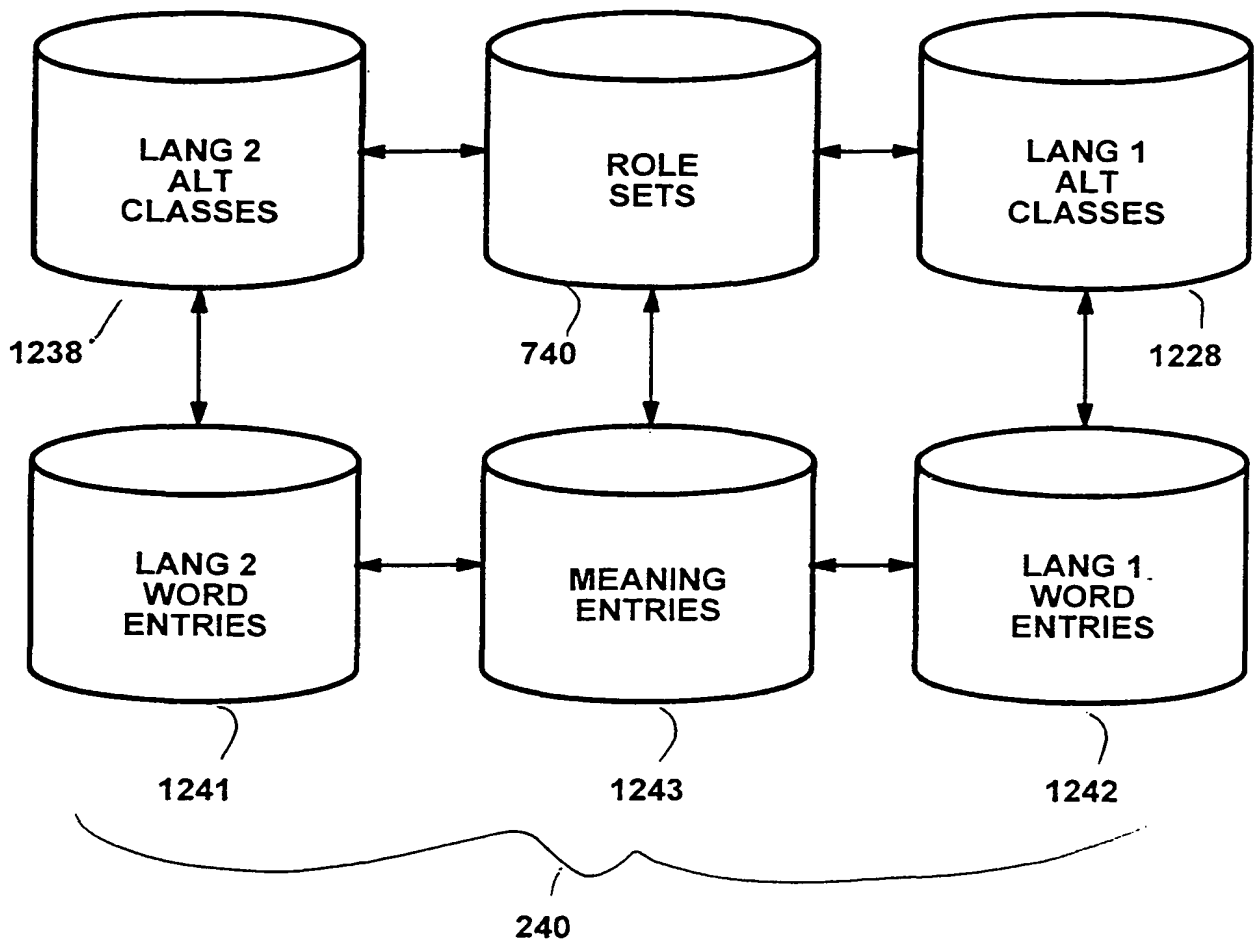 LANG 2
ALT
CLASSES
ROLE
SETS
LANG 1
ALT
CLASSES
1238
740
1228
LANG 2
WORD
ENTRIES
MEANING
ENTRIES
LANG 1
WORD
ENTRIES
1241
1243
1242
240